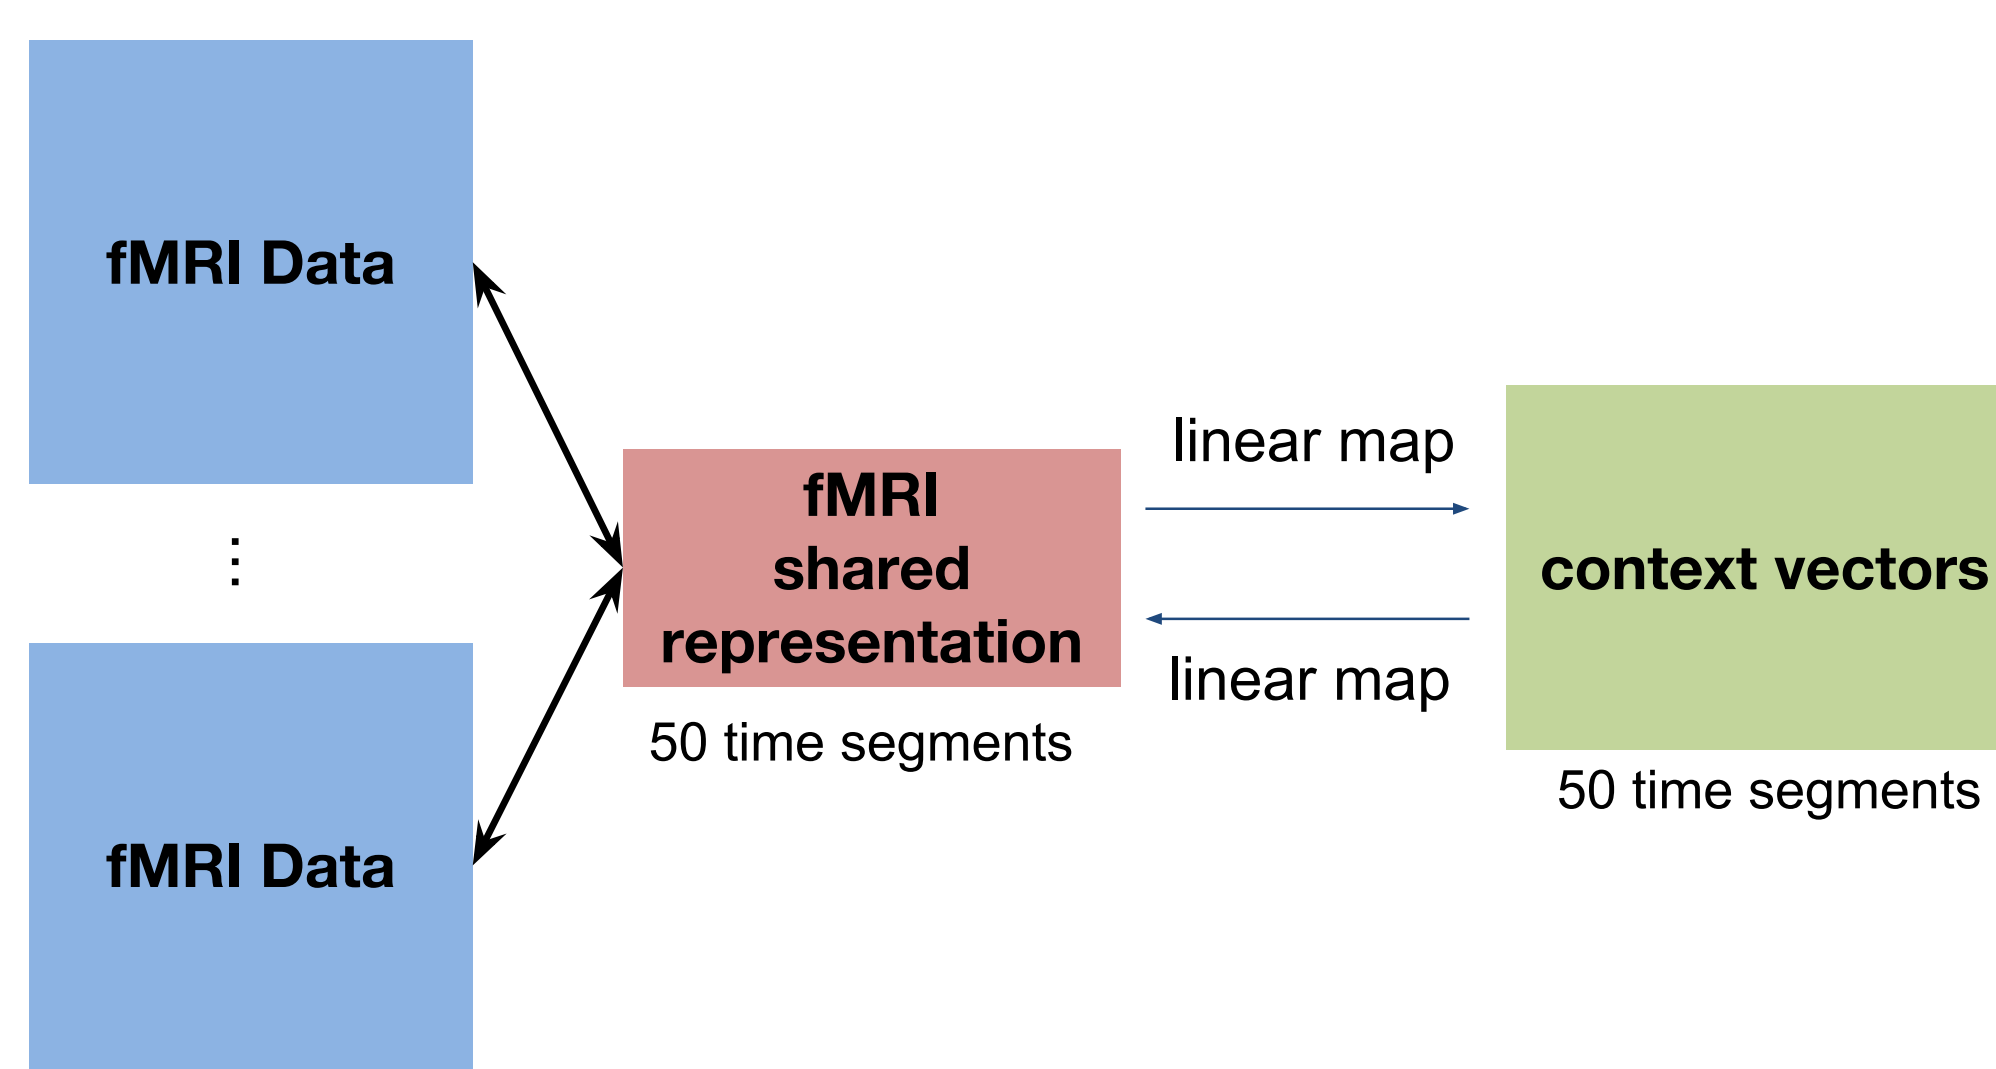 fMRI Data
⋮
fMRI Data
fMRI
shared
representation
50 time segments
linear map
linear map
context vectors
50 time segments